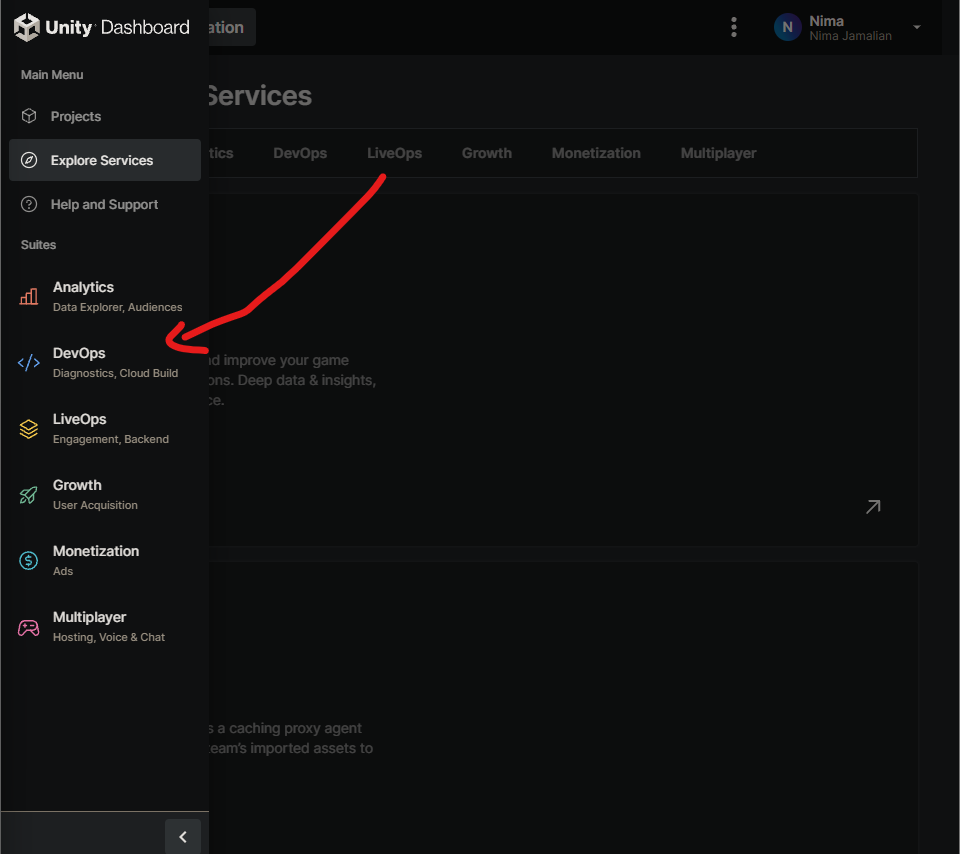 Unity Dashboard
Main Menu
Projects
Explore Services
Help and Support
Suites
Analytics
Data Explorer, Audiences
DevOps
Diagnostics, Cloud Build
LiveOps
Engagement, Backend
Growth
User Acquisition
Monetization
Ads
Multiplayer
Hosting, Voice & Chat
ation
N
Nima
Nima Jamalian
Services
tics DevOps LiveOps Growth Monetization Multiplayer
nd improve your game
ons. Deep data & insights,
ce.
s a caching proxy agent
team's imported assets to